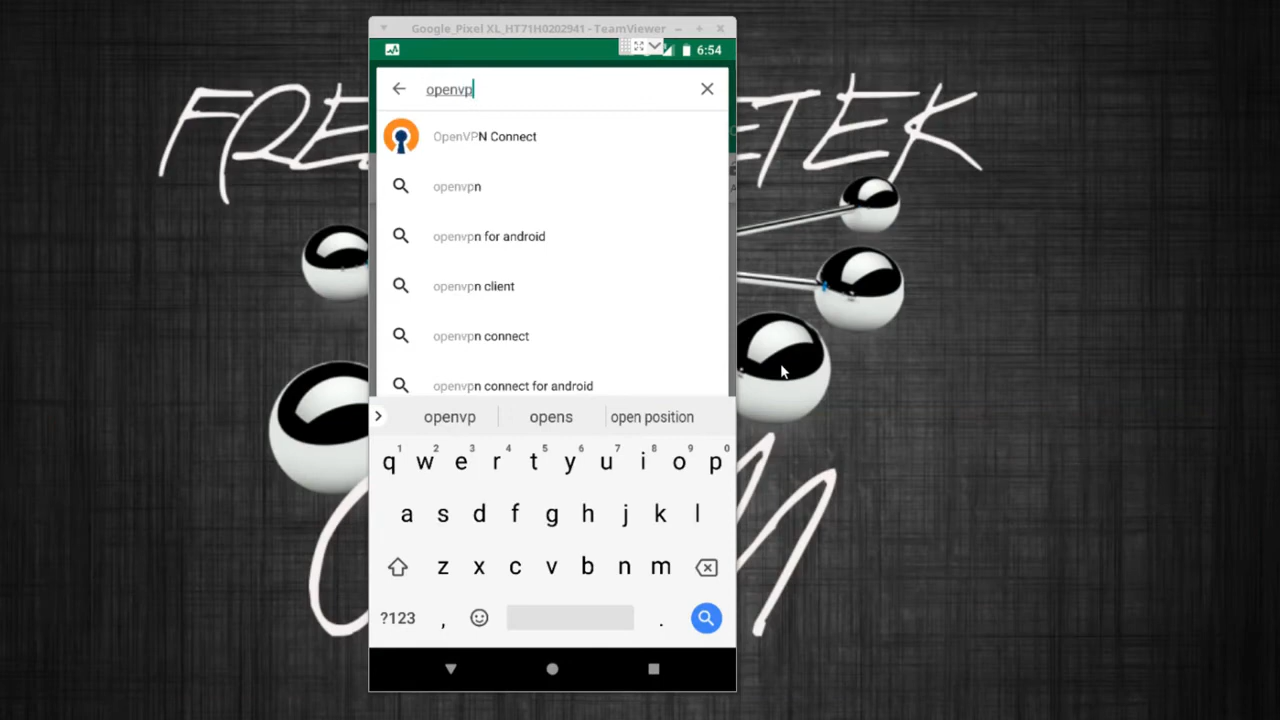 Google_Pixel XL_HT71H0202941 - TeamViewer
6:54
openvp
OpenVPN Connect
openvpn
openvpn for android
openvpn client
openvpn connect
openvpn connect for android
openvp opens open position
1 2 3 4 5 6 7 8 9 0
q w e r t y u i o p
a s d f g h j k l
z x c v b n m
?123 , .